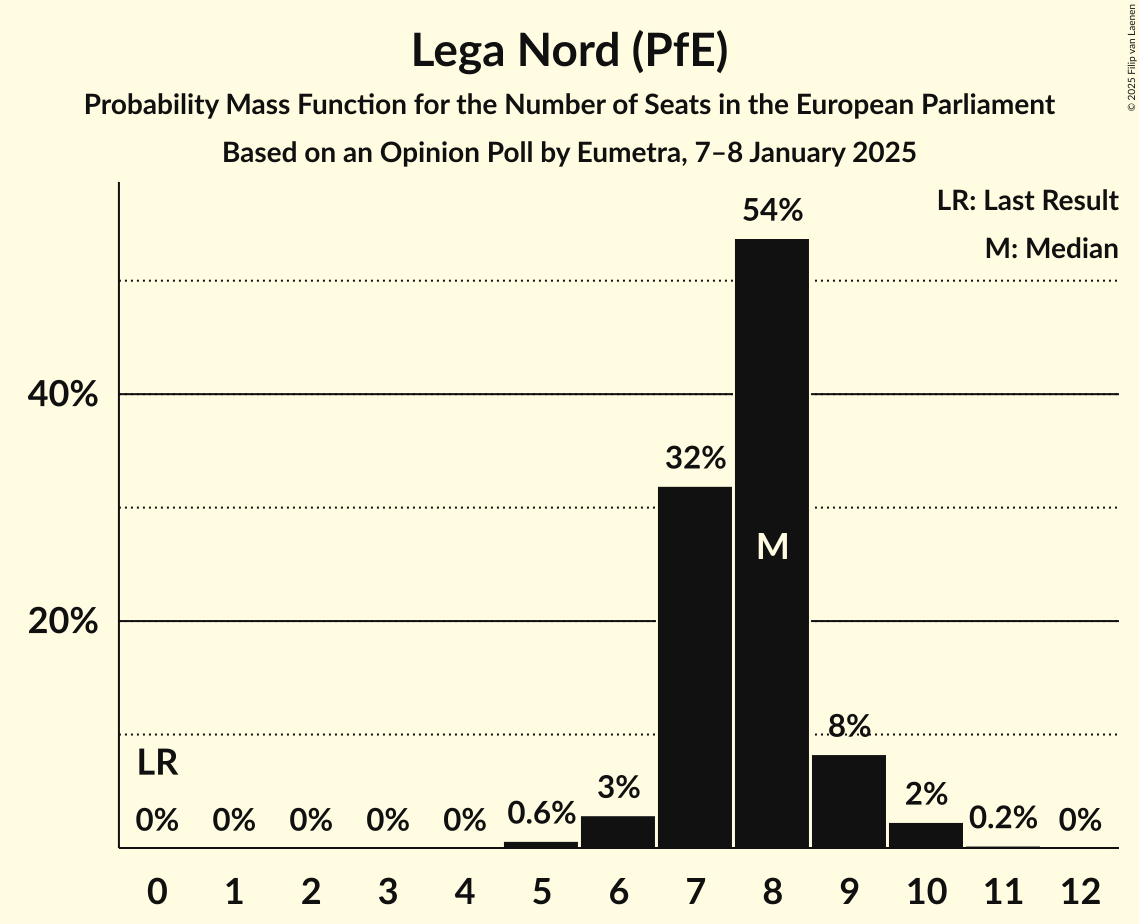 Lega Nord (PfE)
Probability Mass Function for the Number of Seats in the European Parliament
Based on an Opinion Poll by Eumetra, 7–8 January 2025
© 2025 Filip van Laenen
LR: Last Result
M: Median
54%
40%
32%
M
20%
8%
LR
0% 0% 0% 0% 0% 0.6% 3% 2% 0.2% 0%
0 1 2 3 4 5 6 7 8 9 10 11 12